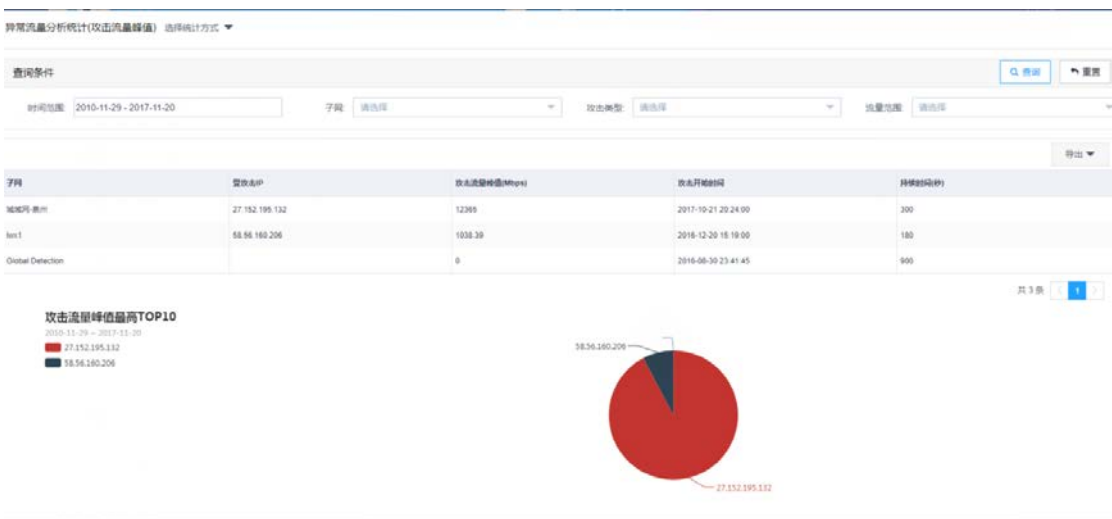 异常流量分析统计(攻击流量峰值) 选择统计方式
查询条件 查询 重置
时间范围: 2010-11-29 - 2017-11-20 子网: 请选择 攻击类型: 请选择 流量范围: 请选择
导出
子网 受攻击IP 攻击流量峰值(Mbps) 攻击开始时间 持续时间(秒)
城域网-泉州 27.152.195.132 12365 2017-10-21 20:24:00 300
58.56.160.206 1038.39 2016-12-20 15:19:00 180
Global Detection 0 2016-08-30 23:41:45 900
共 3 条 1
攻击流量峰值最高TOP10
2010-11-29 ~ 2017-11-20
27.152.195.132
58.56.160.206
58.56.160.206
27.152.195.132